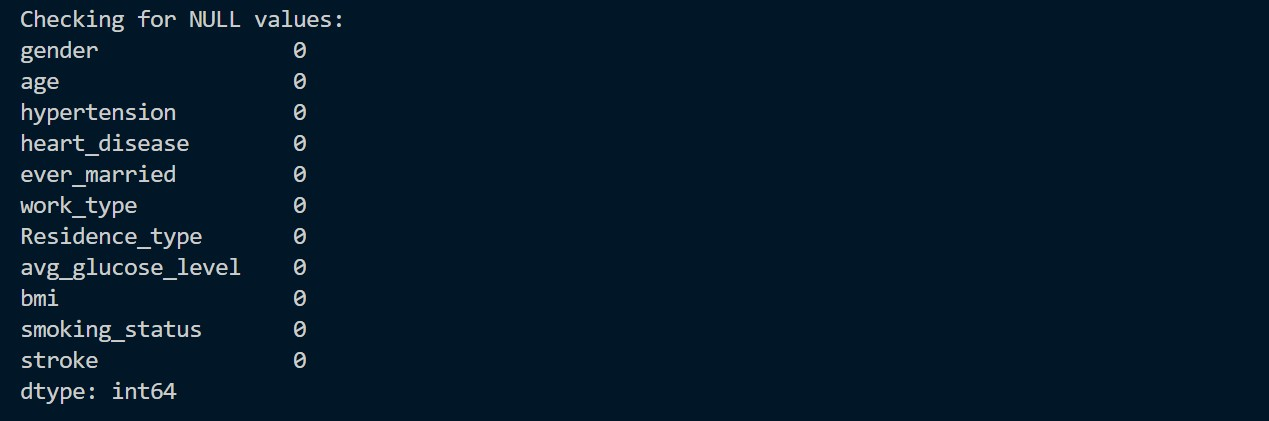 Checking for NULL values:
gender 0
age 0
hypertension 0
heart_disease 0
ever_married 0
work_type 0
Residence_type 0
avg_glucose_level 0
bmi 0
smoking_status 0
stroke 0
dtype: int64